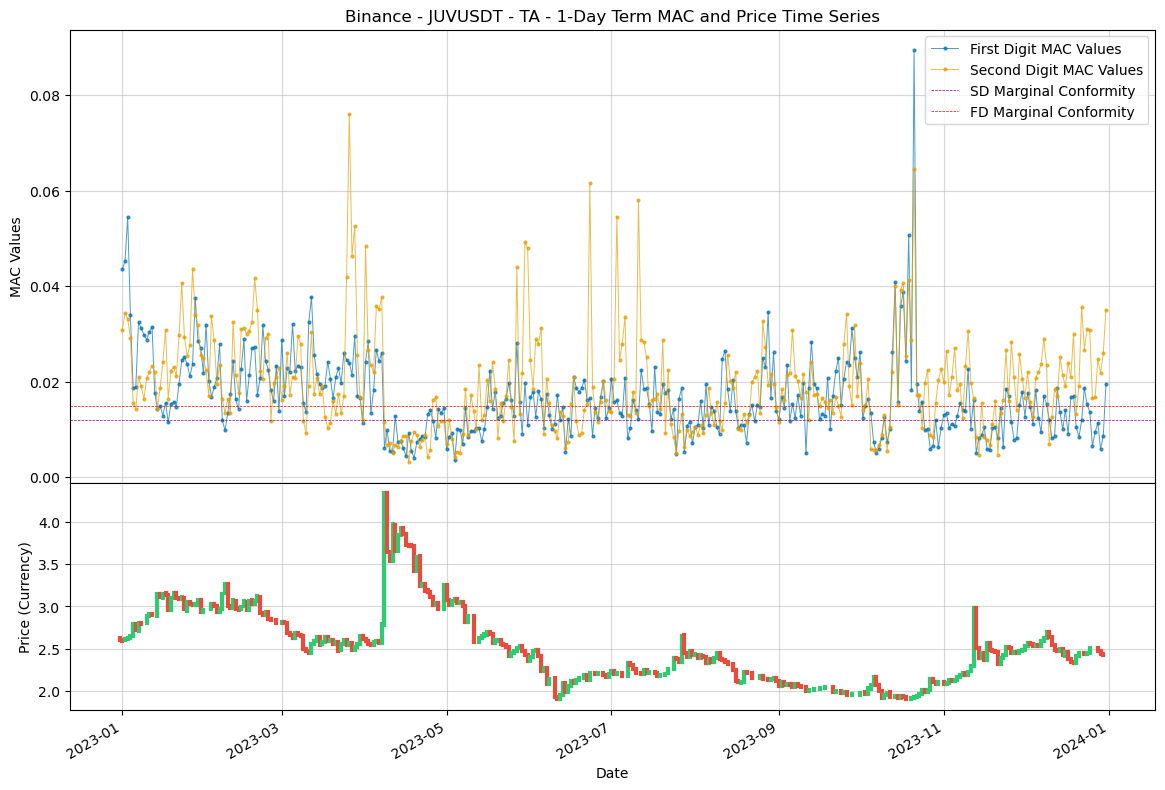 Binance - JUVUSDT - TA - 1-Day Term MAC and Price Time Series
First Digit MAC Values
Second Digit MAC Values
SD Marginal Conformity
FD Marginal Conformity
MAC Values
0.08
0.06
0.04
0.02
0.00
Price (Currency)
4.0
3.5
3.0
2.5
2.0
2023-01
2023-03
2023-05
2023-07
2023-09
2023-11
2024-01
Date